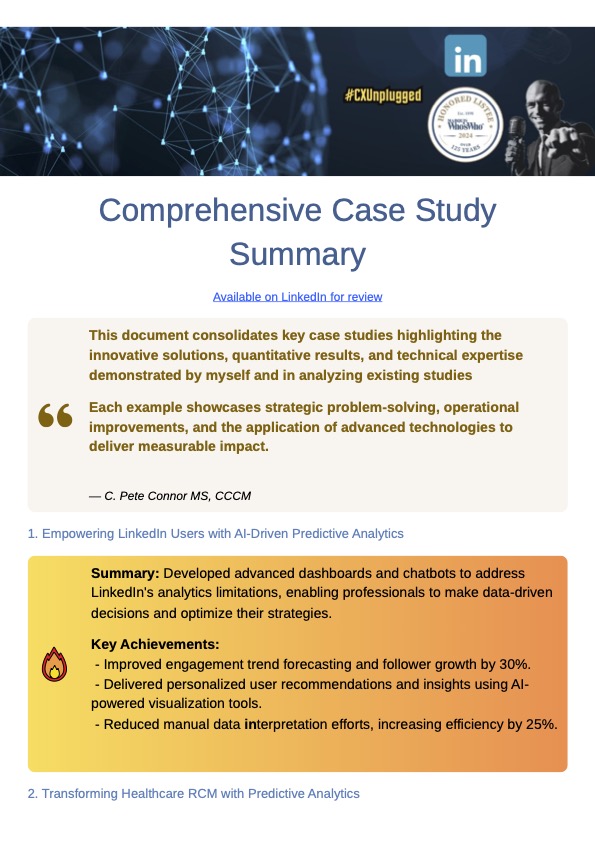 #CXUnplugged
in
HONORED LISTEE
Est. 1898
MARQUIS
Who'sWho
2024
OVER
125 YEARS
Comprehensive Case Study
Summary
Available on LinkedIn for review
This document consolidates key case studies highlighting the
innovative solutions, quantitative results, and technical expertise
demonstrated by myself and in analyzing existing studies
Each example showcases strategic problem-solving, operational
improvements, and the application of advanced technologies to
deliver measurable impact.
— C. Pete Connor MS, CCCM
1. Empowering LinkedIn Users with AI-Driven Predictive Analytics
Summary: Developed advanced dashboards and chatbots to address
LinkedIn's analytics limitations, enabling professionals to make data-driven
decisions and optimize their strategies.
Key Achievements:
- Improved engagement trend forecasting and follower growth by 30%.
- Delivered personalized user recommendations and insights using AI-
powered visualization tools.
- Reduced manual data interpretation efforts, increasing efficiency by 25%.
2. Transforming Healthcare RCM with Predictive Analytics